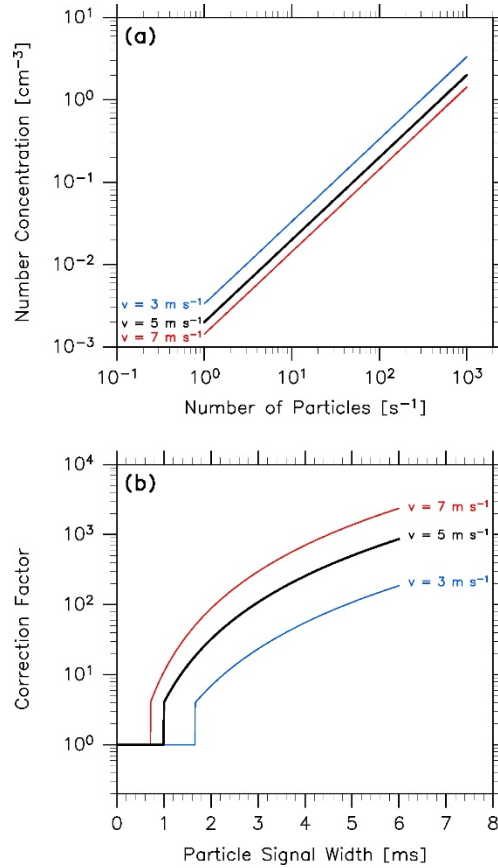 (a)
Number Concentration [cm⁻³]
10¹
10⁰
10⁻¹
10⁻²
10⁻³
v = 3 m s⁻¹
v = 5 m s⁻¹
v = 7 m s⁻¹
10⁻¹ 10⁰ 10¹ 10² 10³
Number of Particles [s⁻¹]
(b)
Correction Factor
10⁴
10³
10²
10¹
10⁰
v = 7 m s⁻¹
v = 5 m s⁻¹
v = 3 m s⁻¹
0 1 2 3 4 5 6 7 8
Particle Signal Width [ms]